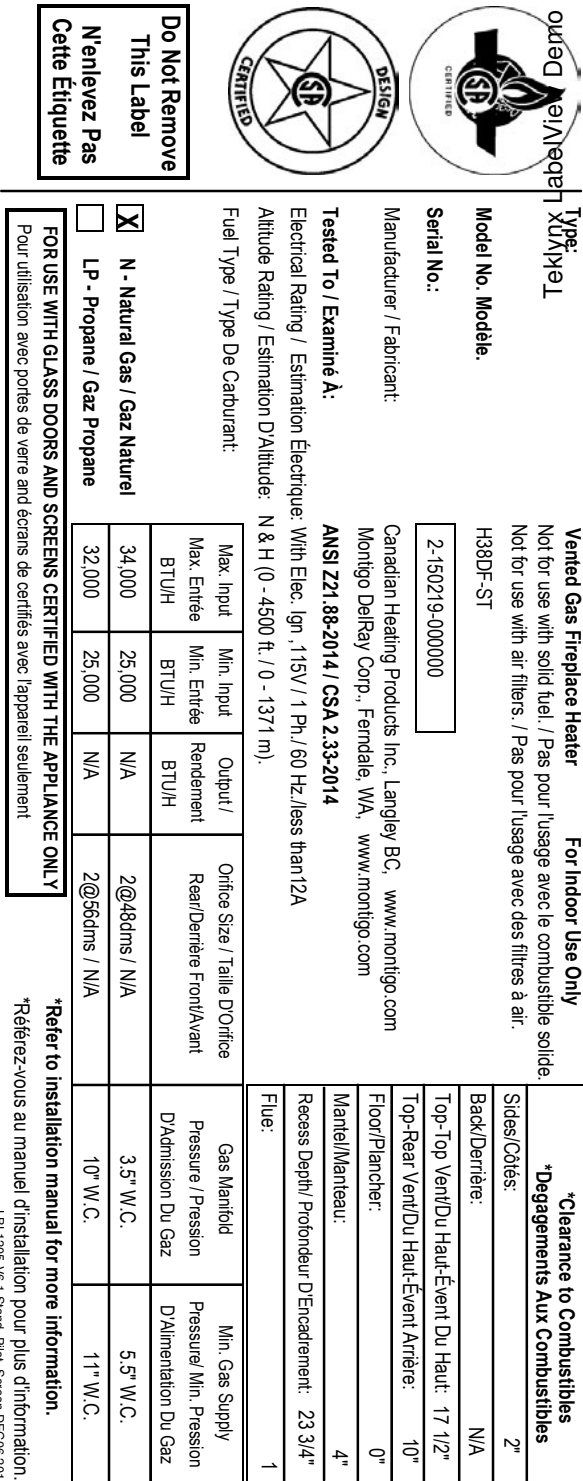 Teklynx Labelview Demo
CERTIFIED
DESIGN
CERTIFIED
Do Not Remove
This Label
N'enlevez Pas
Cette Étiquette
Type:
Vented Gas Fireplace Heater For Indoor Use Only
Not for use with solid fuel. / Pas pour l'usage avec le combustible solide.
Not for use with air filters. / Pas pour l'usage avec des filtres à air.
Model No. Modèle. H38DF-ST
Serial No.: 2-150219-000000
Manufacturer / Fabricant: Canadian Heating Products Inc., Langley BC, www.montigo.com
Montigo DelRay Corp., Ferndale, WA, www.montigo.com
Tested To / Examiné À: ANSI Z21.88-2014 / CSA 2.33-2014
Electrical Rating / Estimation Électrique: With Elec. Ign ,115V / 1 Ph./ 60 Hz./less than12A
Altitude Rating / Estimation D'Altitude: N & H (0 - 4500 ft. / 0 - 1371 m).
*Clearance to Combustibles
*Degagements Aux Combustibles
Sides/Côtés: 2"
Back/Derrière: N/A
Top-Top Vent/Du Haut-Évent Du Haut: 17 1/2"
Top-Rear Vent/Du Haut-Évent Arrière: 10"
Floor/Plancher: 0"
Mantel/Manteau: 4"
Recess Depth/ Profondeur D'Encadrement: 23 3/4"
Flue: 1
Fuel Type / Type De Carburant:
Max. Input
Max. Entrée
BTU/H
Min. Input
Min. Entrée
BTU/H
Output /
Rendement
BTU/H
Orifice Size / Taille D'Orifice
Rear/Derrière Front/Avant
Gas Manifold
Pressure / Pression
D'Admission Du Gaz
Min. Gas Supply
Pressure/ Min. Pression
D'Alimentation Du Gaz
X N - Natural Gas / Gaz Naturel 34,000 25,000 N/A 2@48dms / N/A 3.5" W.C. 5.5" W.C.
LP - Propane / Gaz Propane 32,000 25,000 N/A 2@56dms / N/A 10" W.C. 11" W.C.
FOR USE WITH GLASS DOORS AND SCREENS CERTIFIED WITH THE APPLIANCE ONLY
Pour utilisation avec portes de verre and écrans de certifiés avec l'appareil seulement
*Refer to installation manual for more information.
*Référez-vous au manuel d'installation pour plus d'information.